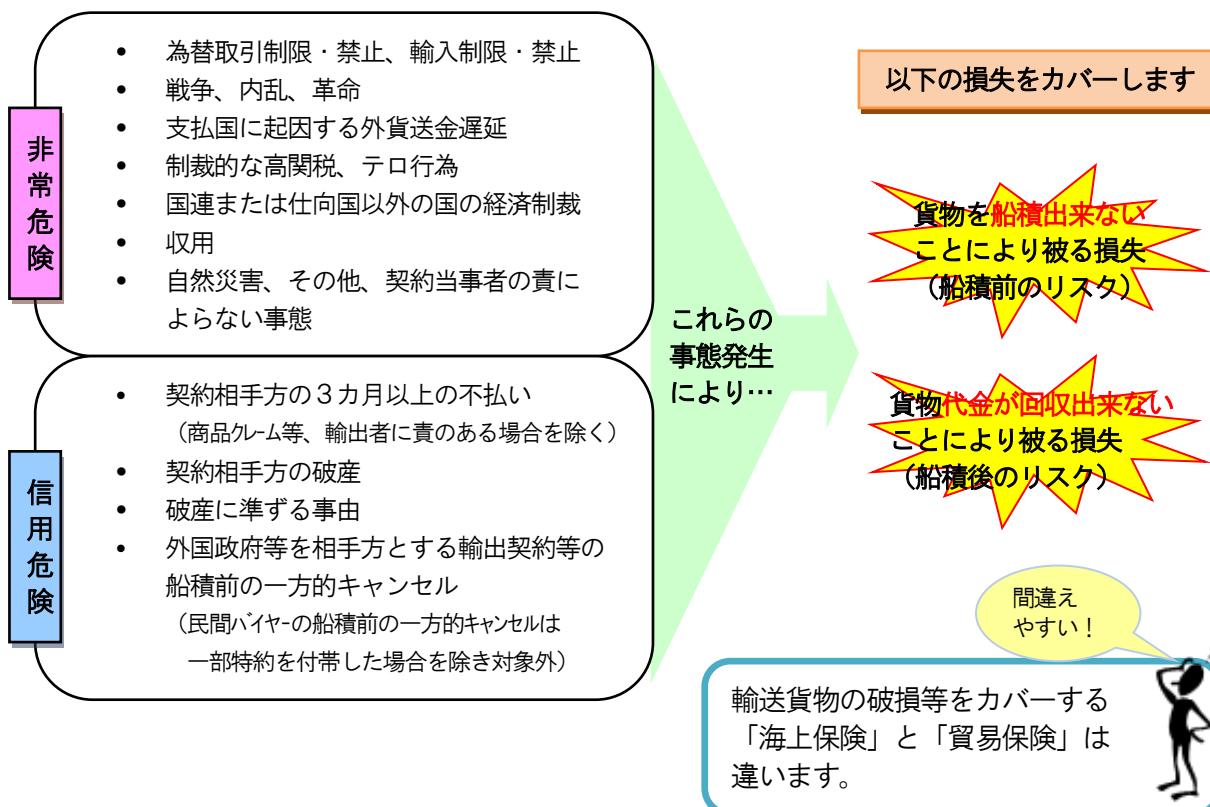 非常危険
・ 為替取引制限・禁止、輸入制限・禁止
・ 戦争、内乱、革命
・ 支払国に起因する外貨送金遅延
・ 制裁的な高関税、テロ行為
・ 国連または仕向国以外の国の経済制裁
・ 収用
・ 自然災害、その他、契約当事者の責に
よらない事態
信用危険
・ 契約相手方の３カ月以上の不払い
（商品ｸﾚｰﾑ等、輸出者に責のある場合を除く）
・ 契約相手方の破産
・ 破産に準ずる事由
・ 外国政府等を相手方とする輸出契約等の
船積前の一方的キャンセル
（民間ﾊﾞｲﾔｰの船積前の一方的ｷｬﾝｾﾙは
一部特約を付帯した場合を除き対象外）
これらの
事態発生
により…
以下の損失をカバーします
貨物を船積出来ない
ことにより被る損失
（船積前のリスク）
貨物代金が回収出来ない
ことにより被る損失
（船積後のリスク）
間違え
やすい！
輸送貨物の破損等をカバーする
「海上保険」と「貿易保険」は
違います。